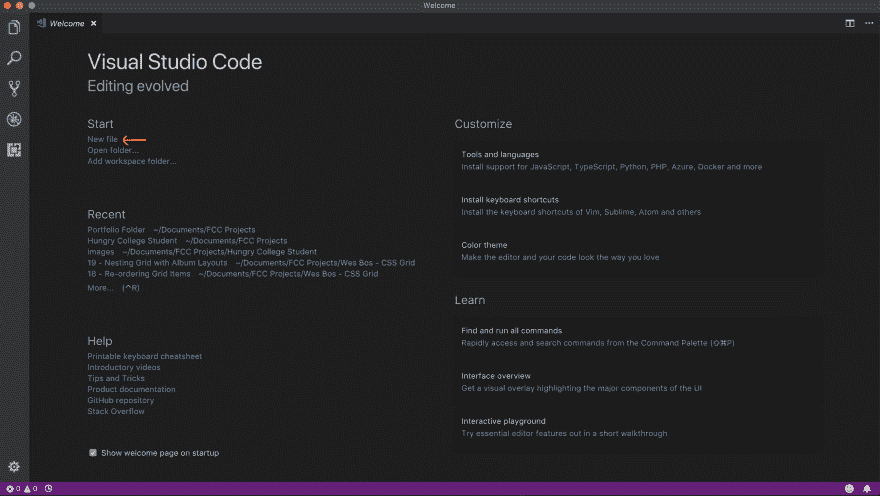 Welcome
Welcome
Visual Studio Code
Editing evolved
Start
New file
Open folder...
Add workspace folder...
Recent
Portfolio Folder ~/Documents/FCC Projects
Hungry College Student ~/Documents/FCC Projects
images ~/Documents/FCC Projects/Hungry College Student
19 - Nesting Grid with Album Layouts ~/Documents/FCC Projects/Wes Bos - CSS Grid
18 - Re-ordering Grid Items ~/Documents/FCC Projects/Wes Bos - CSS Grid
More... (^R)
Help
Printable keyboard cheatsheet
Introductory videos
Tips and Tricks
Product documentation
GitHub repository
Stack Overflow
Show welcome page on startup
Customize
Tools and languages
Install support for JavaScript, TypeScript, Python, PHP, Azure, Docker and more
Install keyboard shortcuts
Install the keyboard shortcuts of Vim, Sublime, Atom and others
Color theme
Make the editor and your code look the way you love
Learn
Find and run all commands
Rapidly access and search commands from the Command Palette (⇧⌘P)
Interface overview
Get a visual overlay highlighting the major components of the UI
Interactive playground
Try essential editor features out in a short walkthrough
0 0